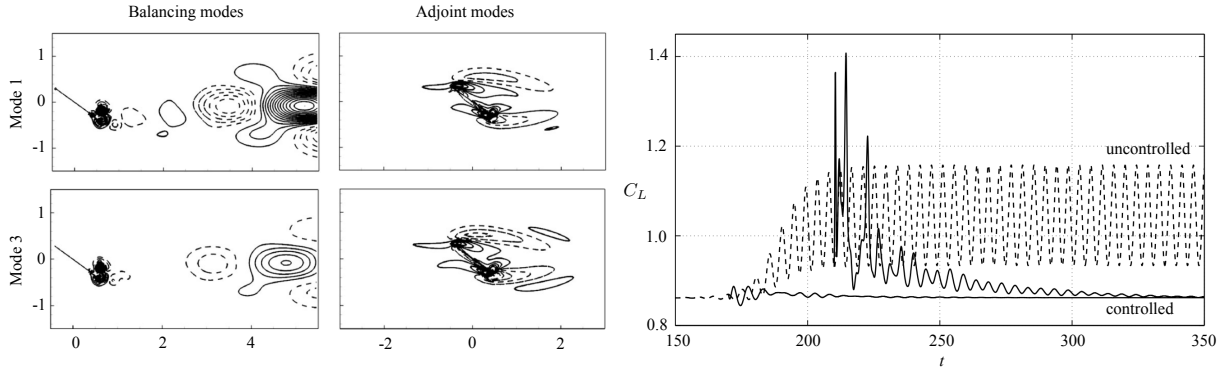 Balancing modes
Adjoint modes
Mode 1
1
0
-1
Mode 3
1
0
-1
0
2
4
-2
0
2
1.4
1.2
C_L
1.0
0.8
uncontrolled
controlled
150
200
250
300
350
t